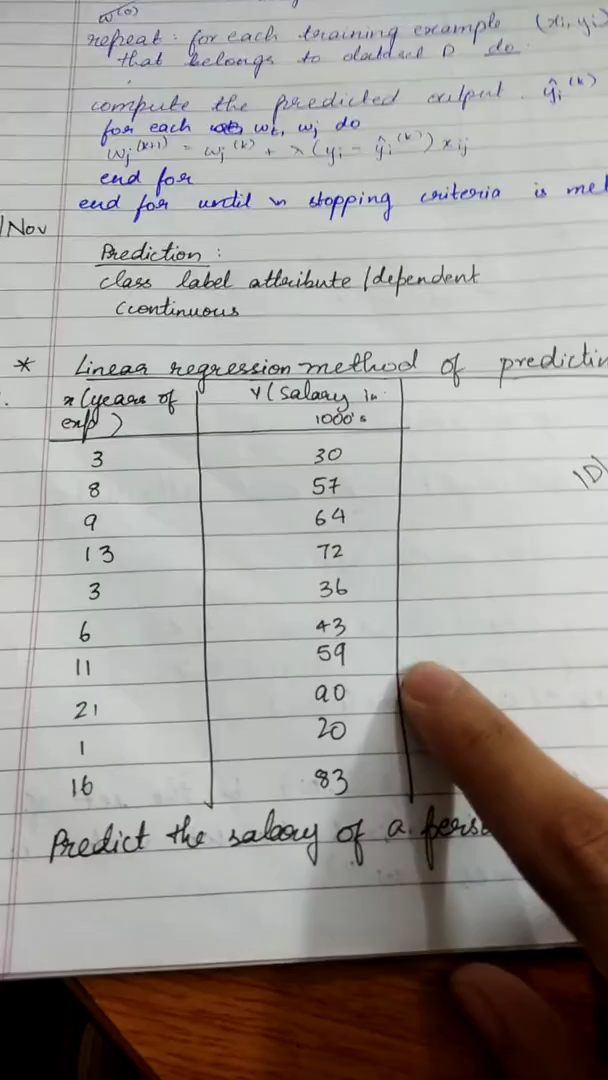 w(0)
repeat : for each training example (xi, yi)
that belongs to dataset D do
compute the predicted output ŷi(k)
for each wj do
wj(k+1) = wj(k) + λ(yi - ŷi(k)) xij
end for
end for until stopping criteria is met
/Nov
Prediction :
class label attribute / dependent
(continuous
* Linear regression method of predictin
x (years of exp) Y (Salary in 1000's
3 30
8 57
9 64
13 72
3 36
6 43
11 59
21 90
1 20
16 83
Predict the salary of a pers